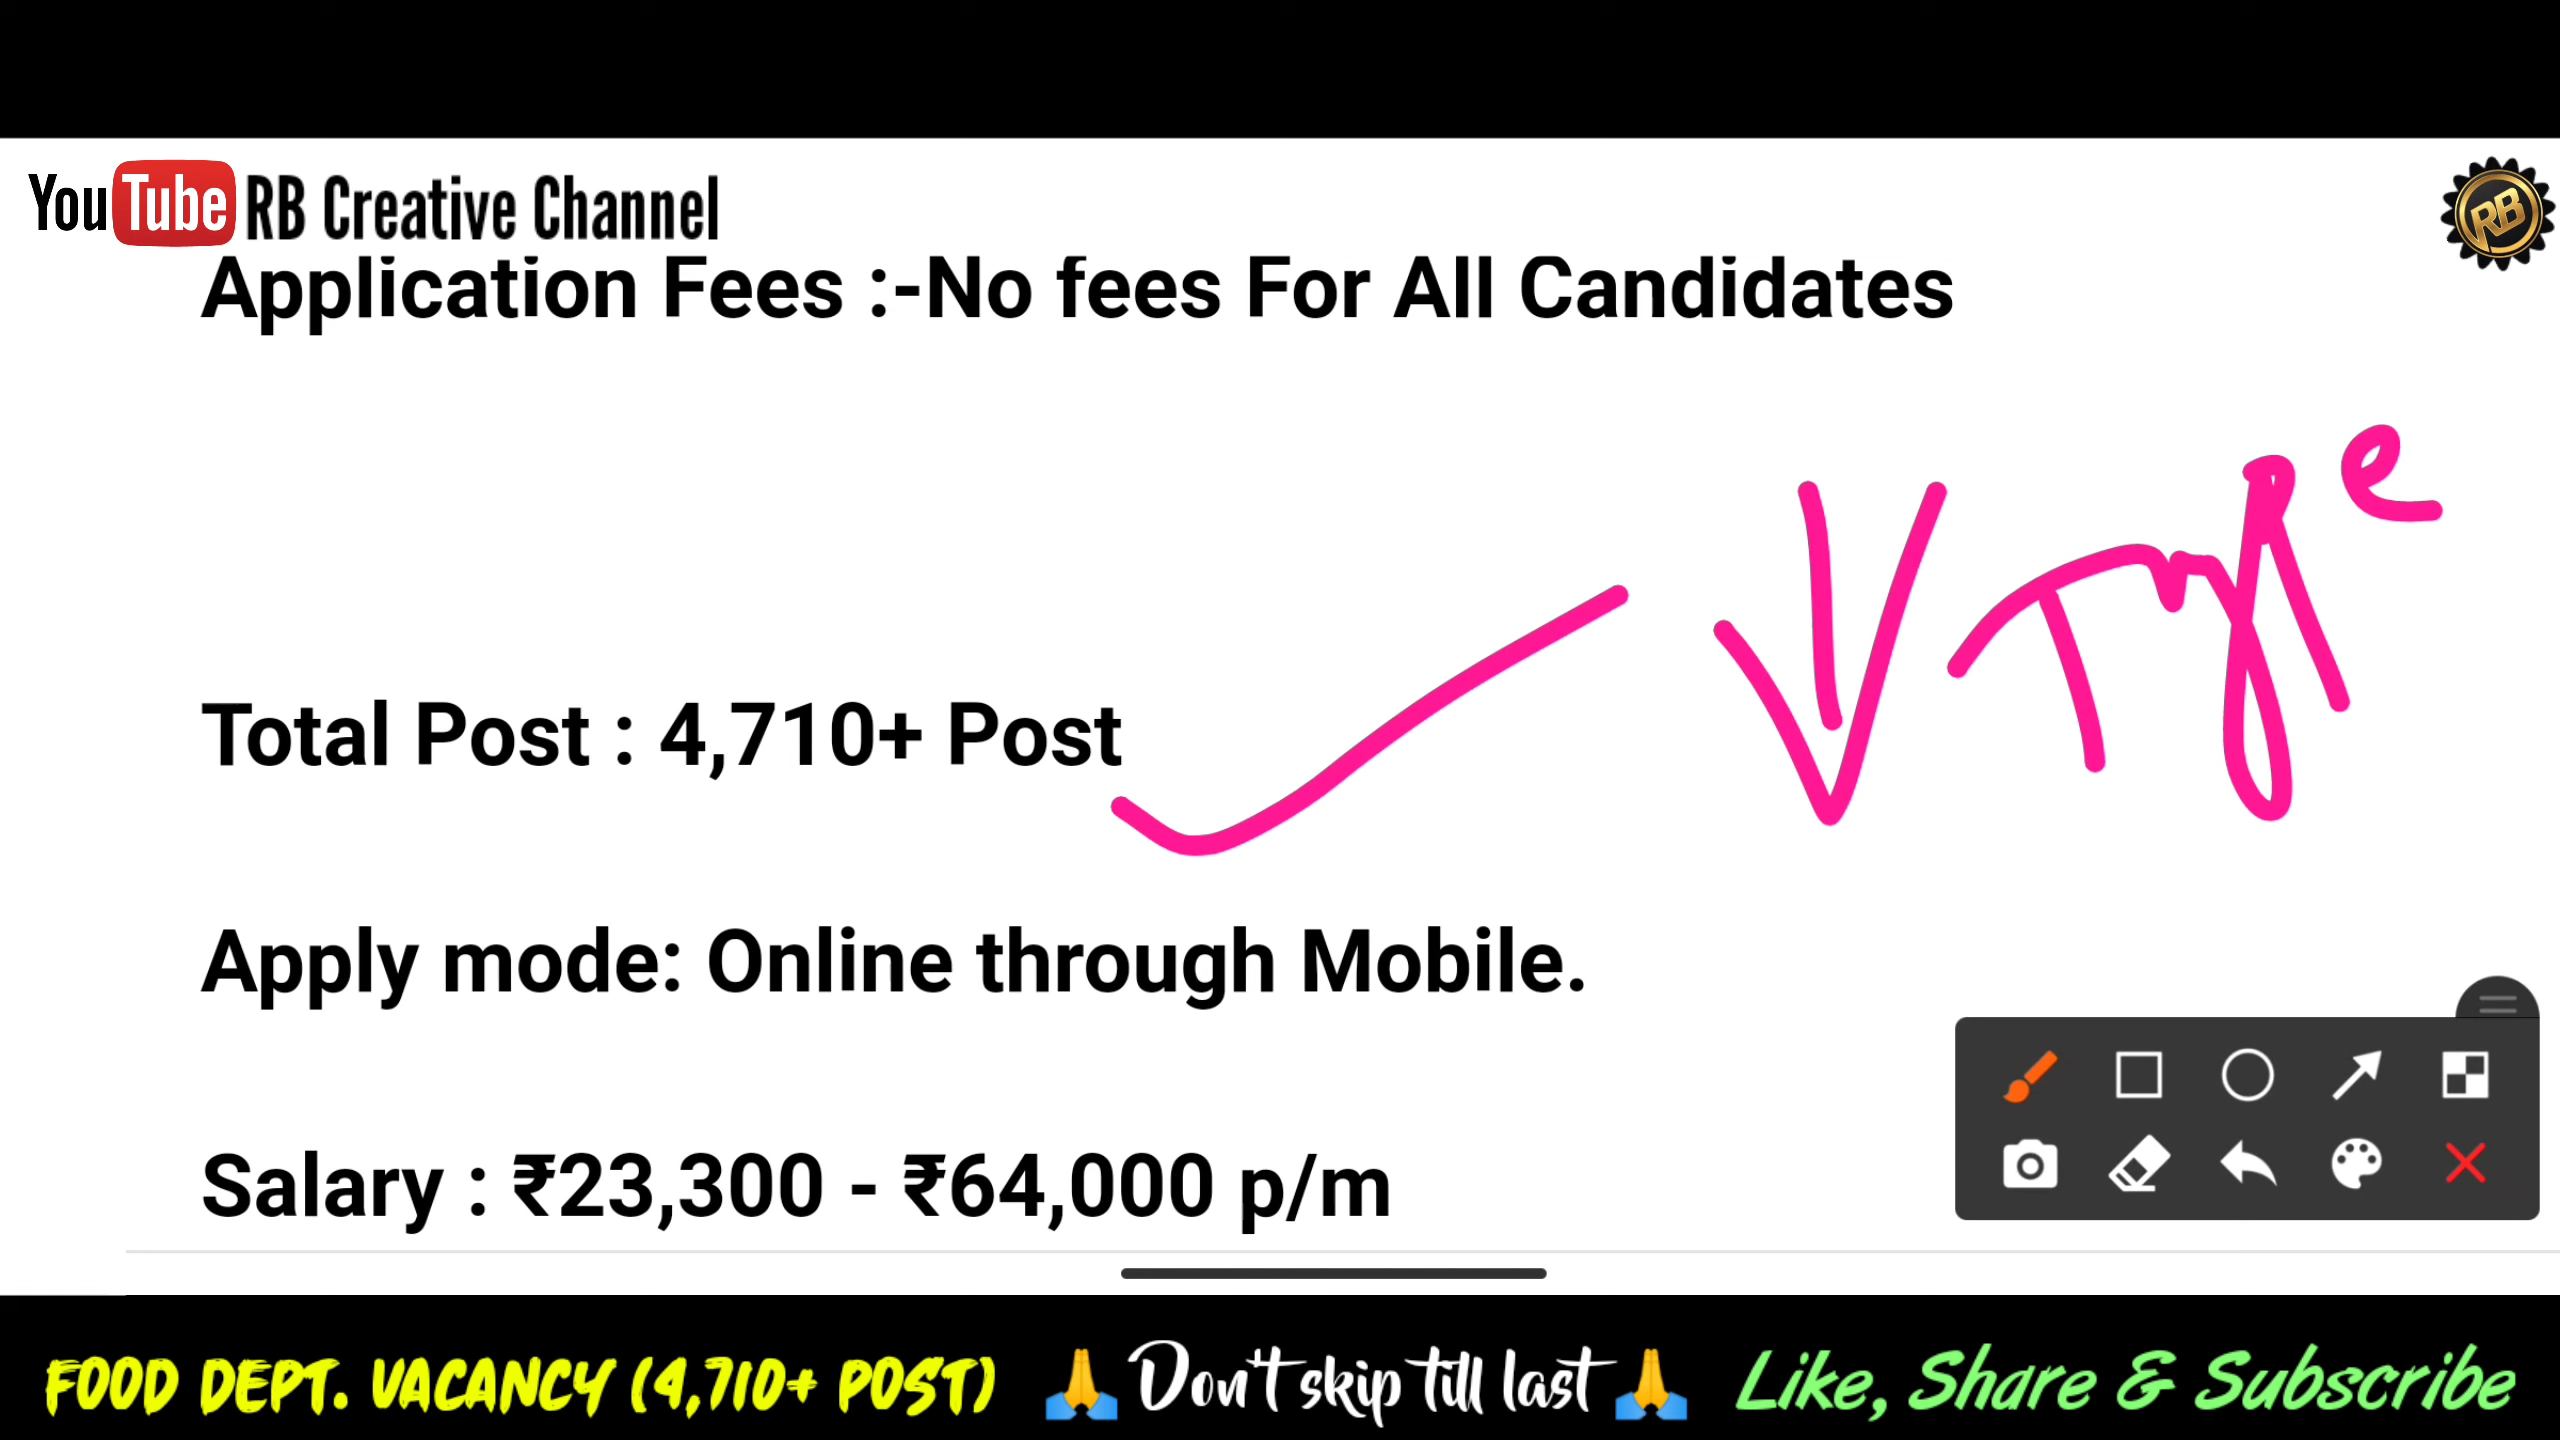 YouTube RB Creative Channel
RB
Application Fees :-No fees For All Candidates
Type
Total Post : 4,710+ Post
Apply mode: Online through Mobile.
Salary : ₹23,300 - ₹64,000 p/m
FOOD DEPT. VACANCY (4,710+ POST) 🙏Don't skip till last🙏 Like, Share & Subscribe